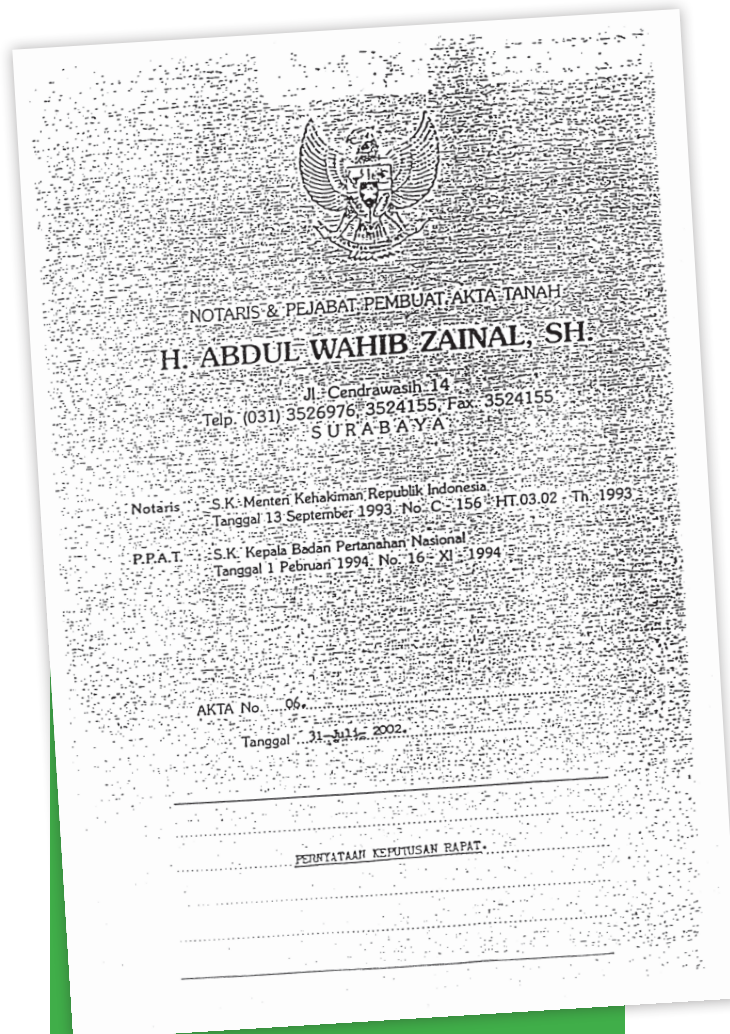 NOTARIS & PEJABAT PEMBUAT AKTA TANAH
H. ABDUL WAHIB ZAINAL, SH.
Jl. Cendrawasih 14
Telp. (031) 3526976, 3524155, Fax. 3524155
SURABAYA
Notaris : S.K. Menteri Kehakiman Republik Indonesia
Tanggal 13 September 1993, No. C - 156 - HT.03.02 - Th. 1993
P.P.A.T. : S.K. Kepala Badan Pertanahan Nasional
Tanggal 1 Pebruari 1994, No. 16 - XI - 1994
AKTA No. 06.
Tanggal 31-Juli- 2002.
PERNYATAAN KEPUTUSAN RAPAT.